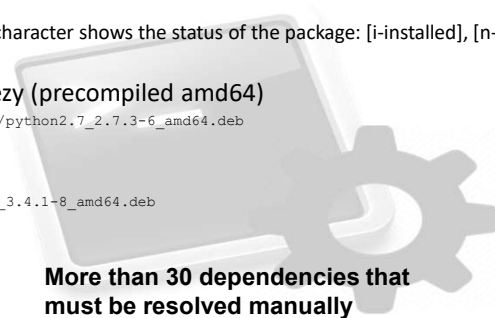 character shows the status of the package: [i-installed], [n-
ezy (precompiled amd64)
/python2.7_2.7.3-6_amd64.deb
_3.4.1-8_amd64.deb
More than 30 dependencies that
must be resolved manually